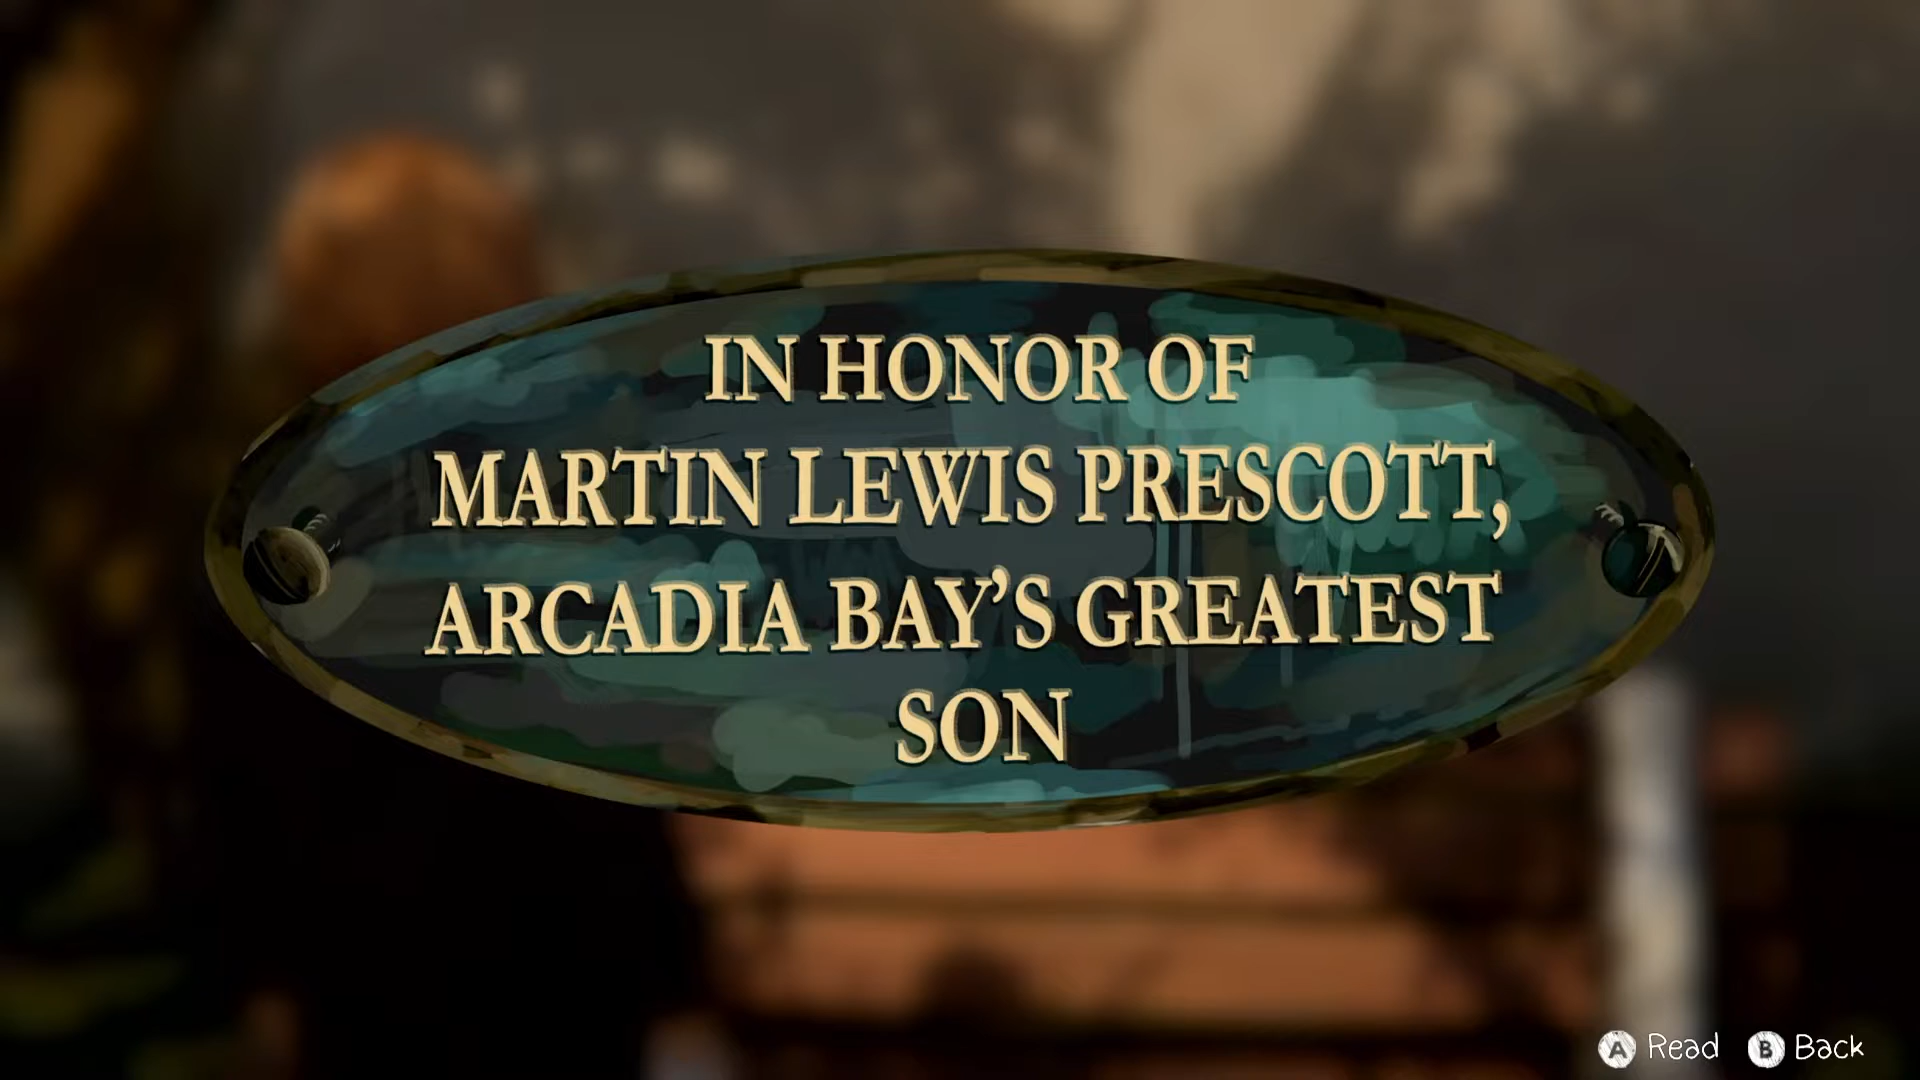 IN HONOR OF
MARTIN LEWIS PRESCOTT,
ARCADIA BAY'S GREATEST
SON
A Read B Back